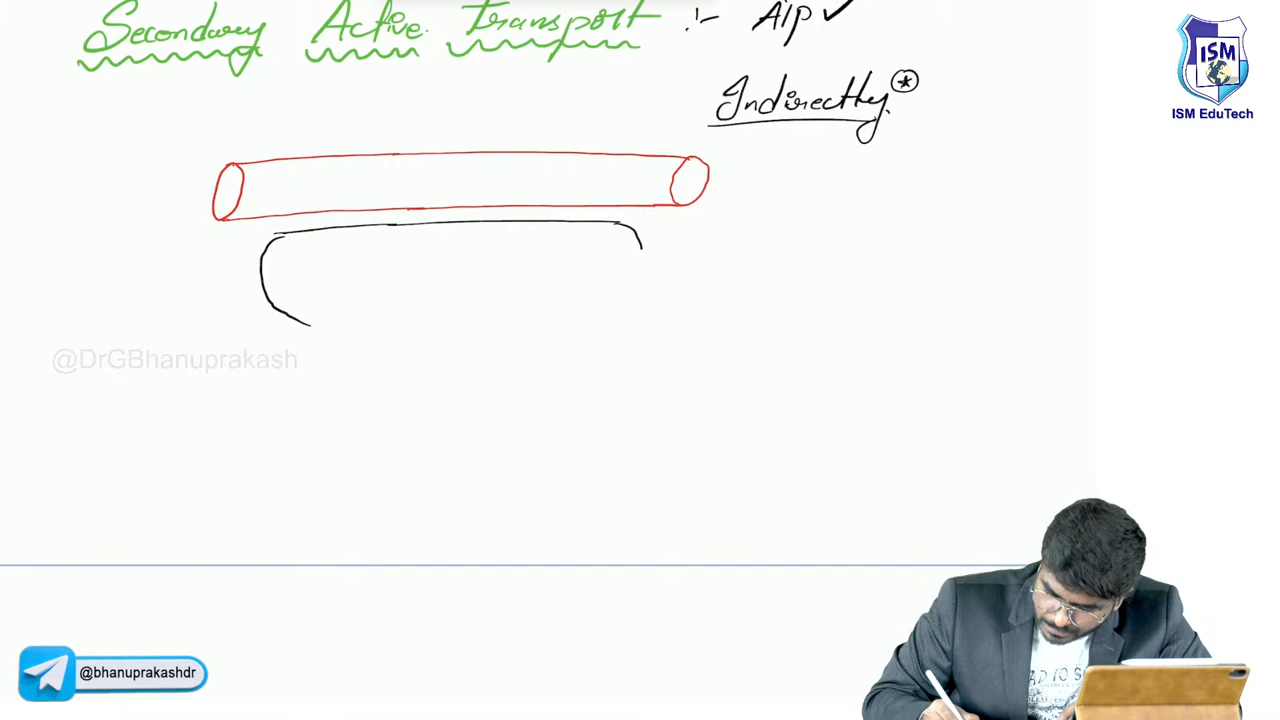 Secondary Active Transport :- ATP ✓
Indirectly *
ISM
ISM EduTech
@DrGBhanuprakash
@bhanuprakashdr